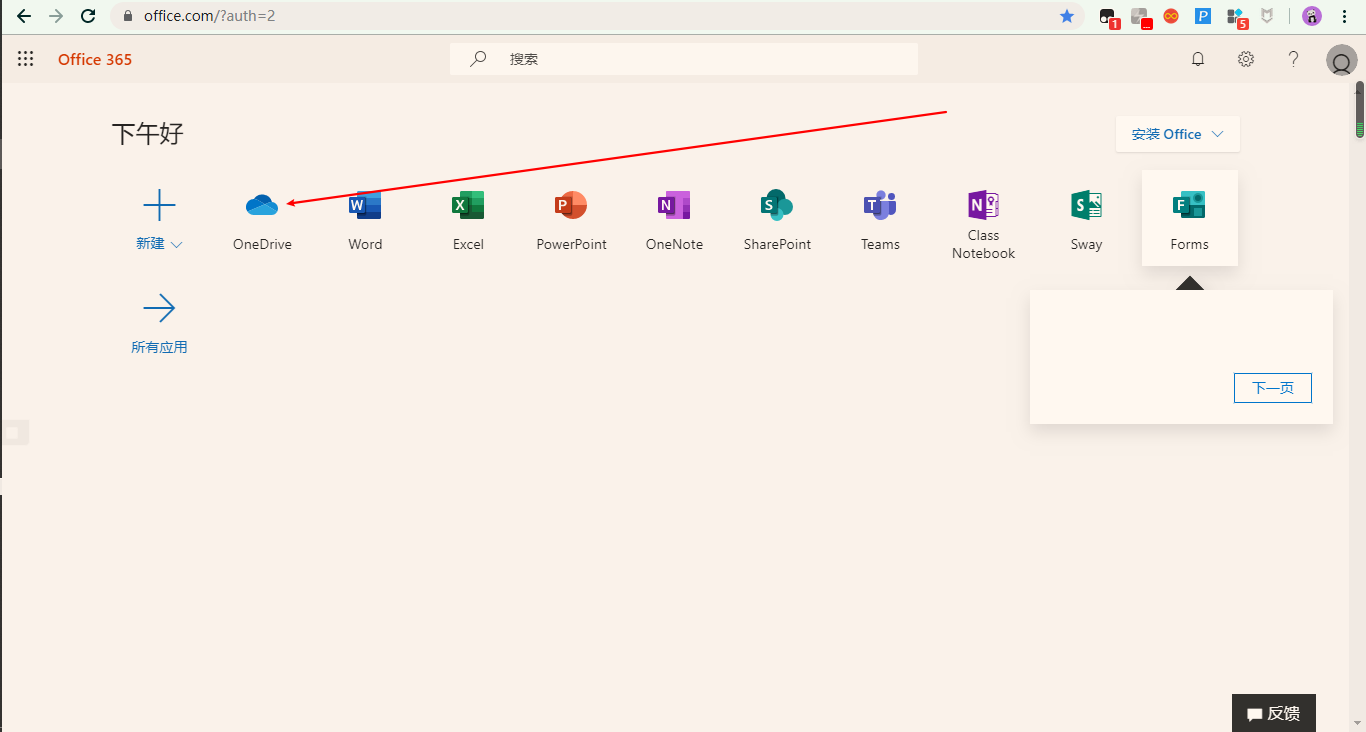 office.com/?auth=2
1
...
P
5
Office 365
搜索
下午好
安装 Office
新建
OneDrive
W
Word
X
Excel
P
PowerPoint
N
OneNote
S
SharePoint
T
Teams
N
Class
Notebook
S
Sway
F
Forms
所有应用
下一页
反馈